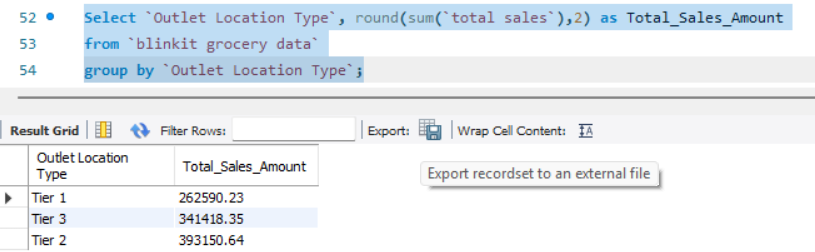 52 Select `Outlet Location Type`, round(sum(`total sales`),2) as Total_Sales_Amount
53 from `blinkit grocery data`
54 group by `Outlet Location Type`;
Result Grid Filter Rows: Export: Wrap Cell Content: IA
Outlet Location Type Total_Sales_Amount
Export recordset to an external file
Tier 1 262590.23
Tier 3 341418.35
Tier 2 393150.64